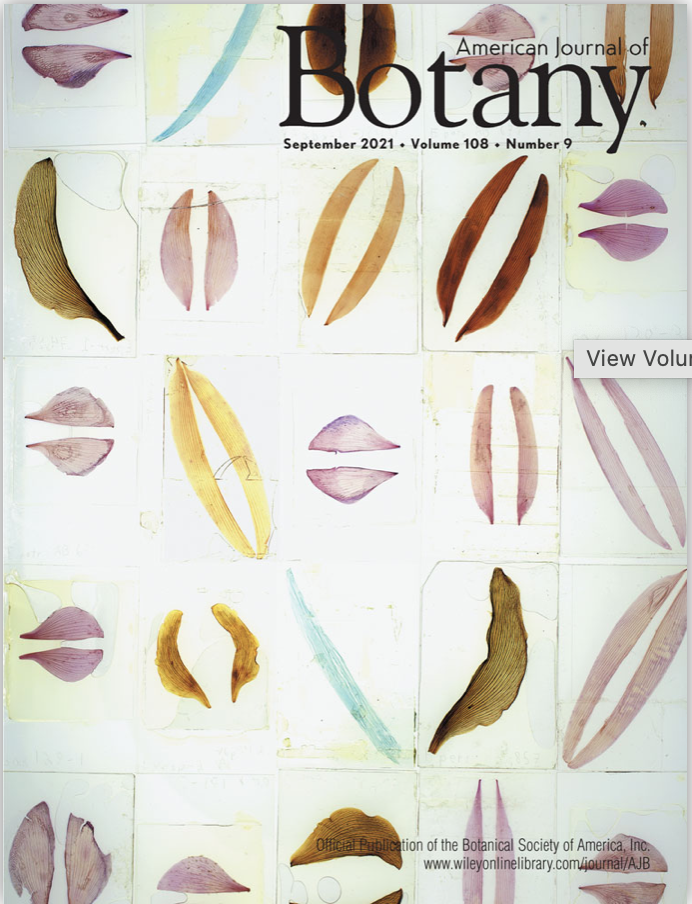 American Journal of
Botany
September 2021 • Volume 108 • Number 9
View Volu
Official Publication of the Botanical Society of America, Inc.
www.wileyonlinelibrary.com/journal/AJB